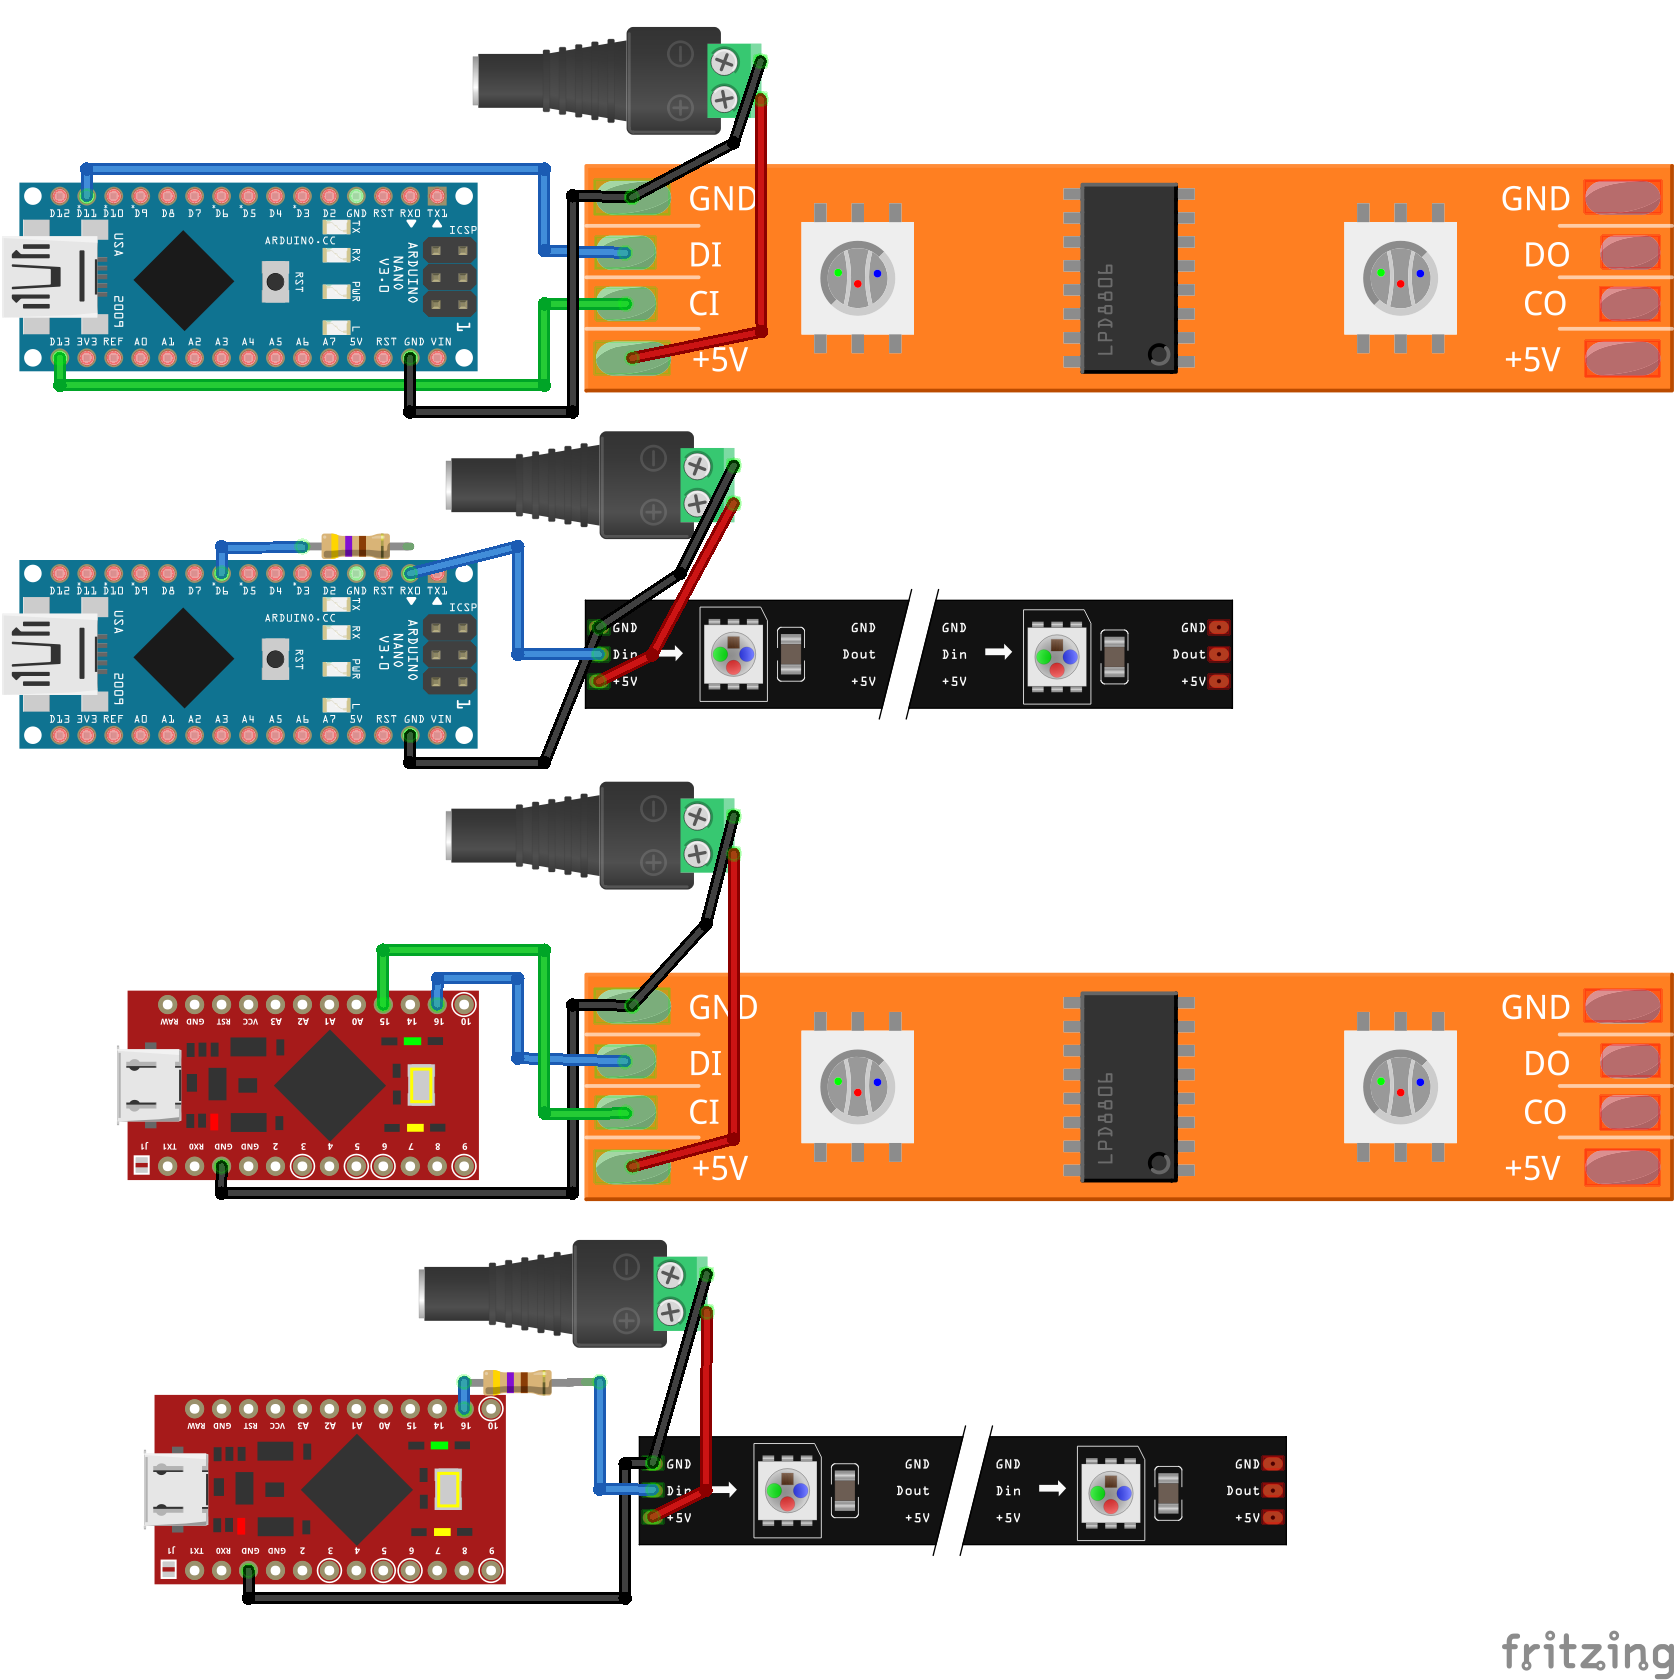 GND GND
DI DO
CI CO
+5V +5V
LPD8806
D12 D11 D10 D9 D8 D7 D6 D5 D4 D3 D2 GND RST RX0 TX1
USA
TX
RX
PWR
L
ARDUINO.CC
RST
ARDUINO
NANO
V3.0
ICSP
1
2009
D13 3V3 REF A0 A1 A2 A3 A4 A5 A6 A7 5V RST GND VIN
D12 D11 D10 D9 D8 D7 D6 D5 D4 D3 D2 GND RST RX0 TX1
USA
TX
RX
PWR
L
ARDUINO.CC
RST
ARDUINO
NANO
V3.0
ICSP
1
2009
D13 3V3 REF A0 A1 A2 A3 A4 A5 A6 A7 5V RST GND VIN
GND GND GND GND
Din Dout Din Dout
+5V +5V +5V +5V
RAW GND RST VCC A3 A2 A1 A0 15 14 16 10
J1 TX1 RX0 GND GND 2 3 4 5 6 7 8 9
GND GND
DI DO
CI CO
+5V +5V
LPD8806
RAW GND RST VCC A3 A2 A1 A0 15 14 16 10
J1 TX1 RX0 GND GND 2 3 4 5 6 7 8 9
GND GND GND GND
Din Dout Din Dout
+5V +5V +5V +5V
fritzing